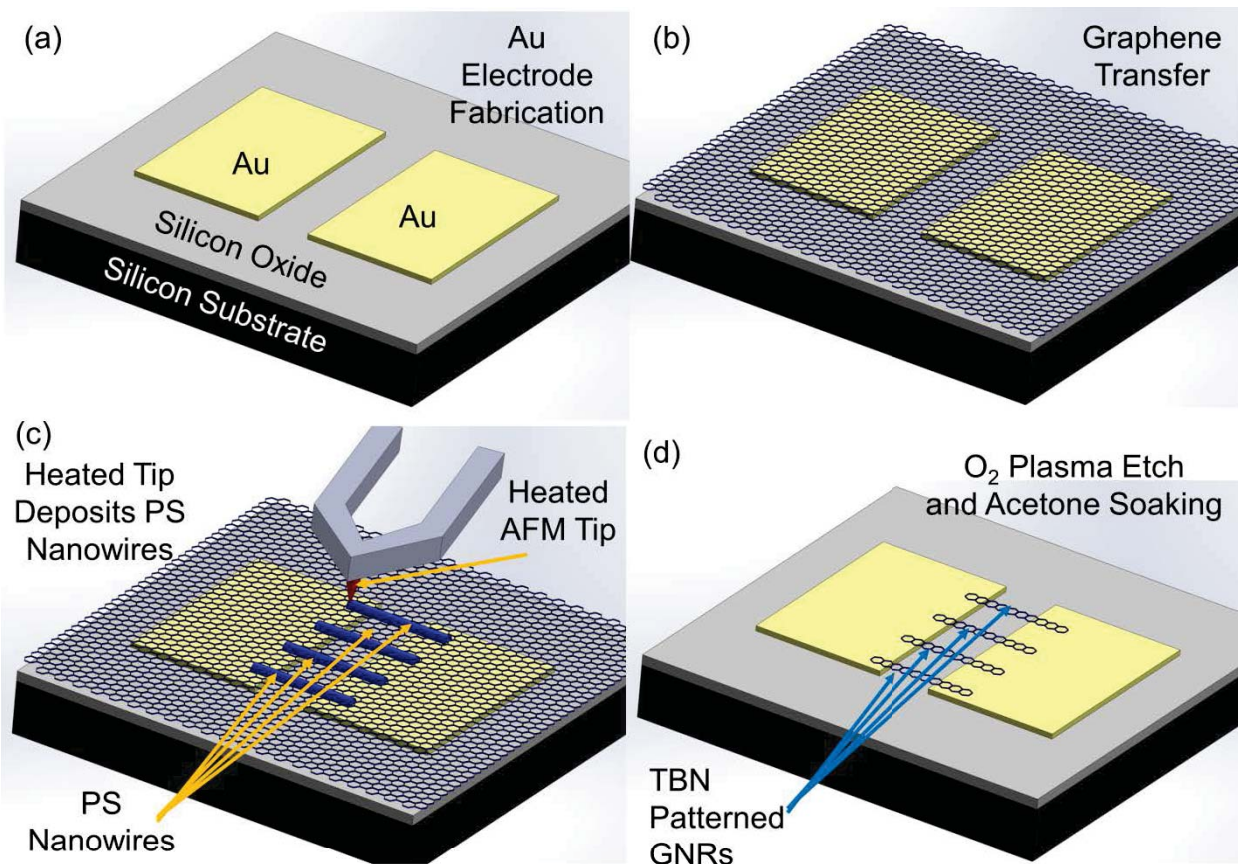 (a)
Au
Electrode
Fabrication
Au
Au
Silicon Oxide
Silicon Substrate
(b)
Graphene
Transfer
(c)
Heated Tip
Deposits PS
Nanowires
Heated
AFM Tip
PS
Nanowires
(d)
O₂ Plasma Etch
and Acetone Soaking
TBN
Patterned
GNRs